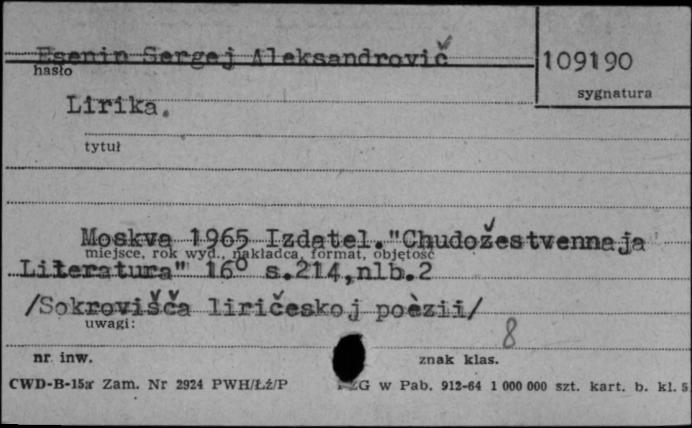 Esenin Sergej Aleksandrovič
109190
hasło
sygnatura
Lirika.
tytuł
Moskva 1965 Izdatel."Chudožestvennaja
miejsce, rok wyd., nakładca, format, objętość
Literatura" 16° s.214,nlb.2
/Sokrovišča liričeskoj poèzii/
uwagi:
8
nr inw.
znak klas.
CWD-B-15a Zam. Nr 2924 PWH/Łź/P
ZG w Pab. 912-64 1 000 000 szt. kart. b. kl. 5